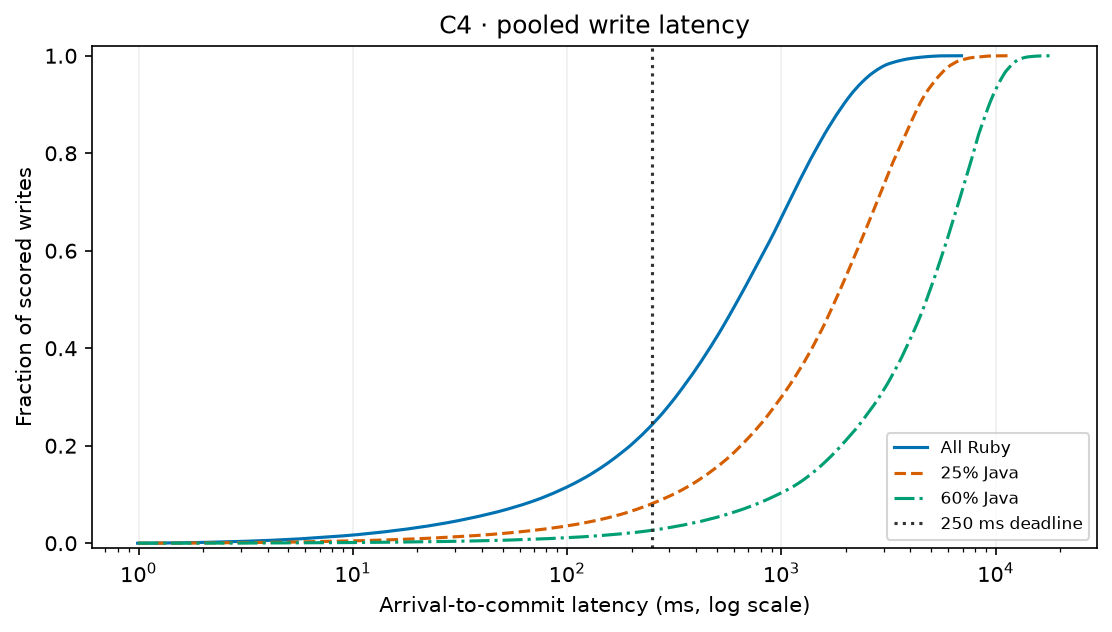 C4 · pooled write latency
Fraction of scored writes
1.0
0.8
0.6
0.4
0.2
0.0
All Ruby
25% Java
60% Java
250 ms deadline
10⁰
10¹
10²
10³
10⁴
Arrival-to-commit latency (ms, log scale)